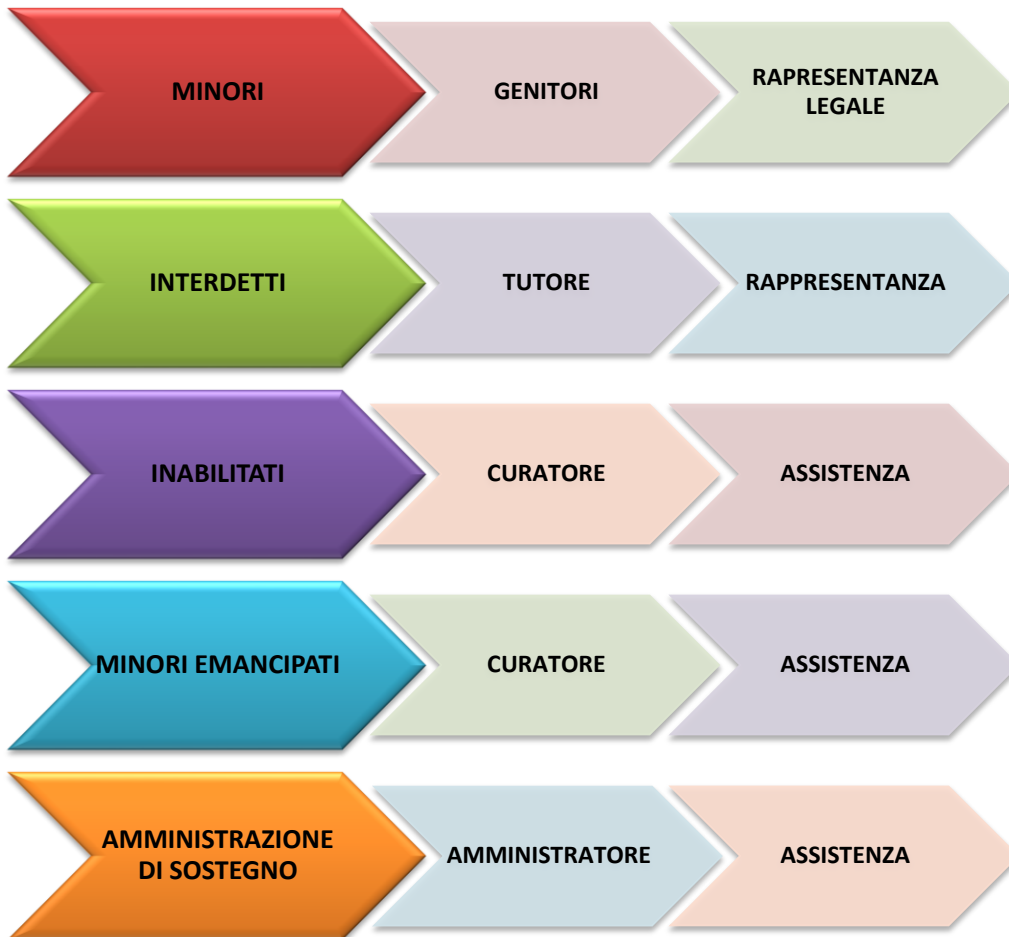 MINORI
GENITORI
RAPRESENTANZA
LEGALE
INTERDETTI
TUTORE
RAPPRESENTANZA
INABILITATI
CURATORE
ASSISTENZA
MINORI EMANCIPATI
CURATORE
ASSISTENZA
AMMINISTRAZIONE
DI SOSTEGNO
AMMINISTRATORE
ASSISTENZA